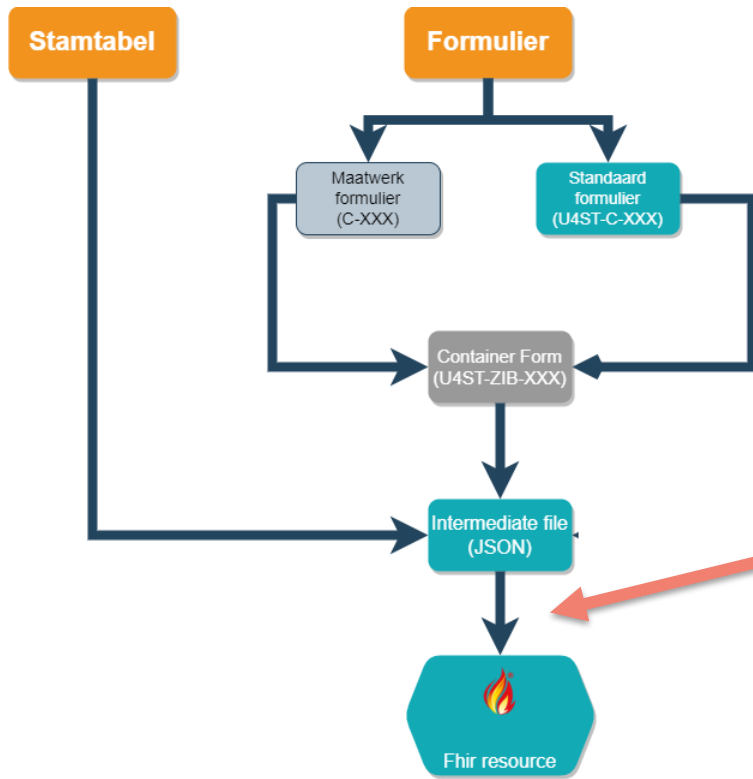 Stamtabel
Formulier
Maatwerk
formulier
(C-XXX)
Standaard
formulier
(U4ST-C-XXX)
Container Form
(U4ST-ZIB-XXX)
Intermediate file
(JSON)
Fhir resource